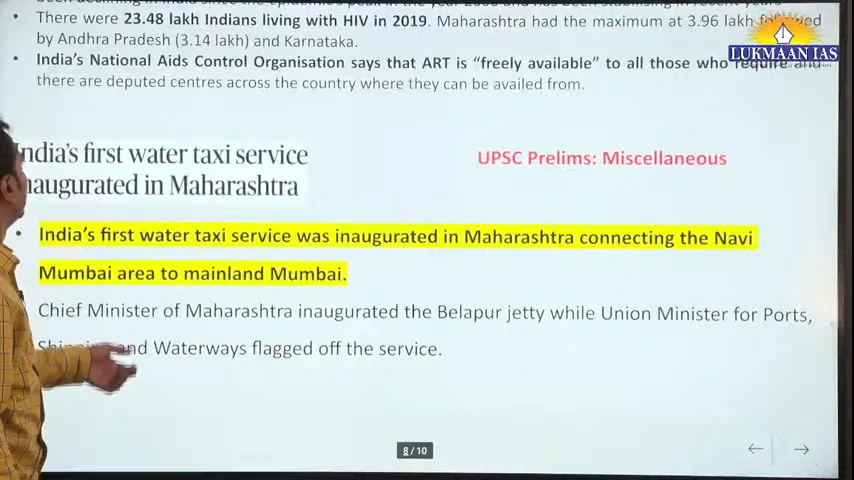 There were 23.48 lakh Indians living with HIV in 2019. Maharashtra had the maximum at 3.96 lakh followed
by Andhra Pradesh (3.14 lakh) and Karnataka.
India's National Aids Control Organisation says that ART is "freely available" to all those who require and
there are deputed centres across the country where they can be availed from.
LUKMAAN IAS
India's first water taxi service
inaugurated in Maharashtra
UPSC Prelims: Miscellaneous
India's first water taxi service was inaugurated in Maharashtra connecting the Navi
Mumbai area to mainland Mumbai.
Chief Minister of Maharashtra inaugurated the Belapur jetty while Union Minister for Ports,
Shipping and Waterways flagged off the service.
8 / 10